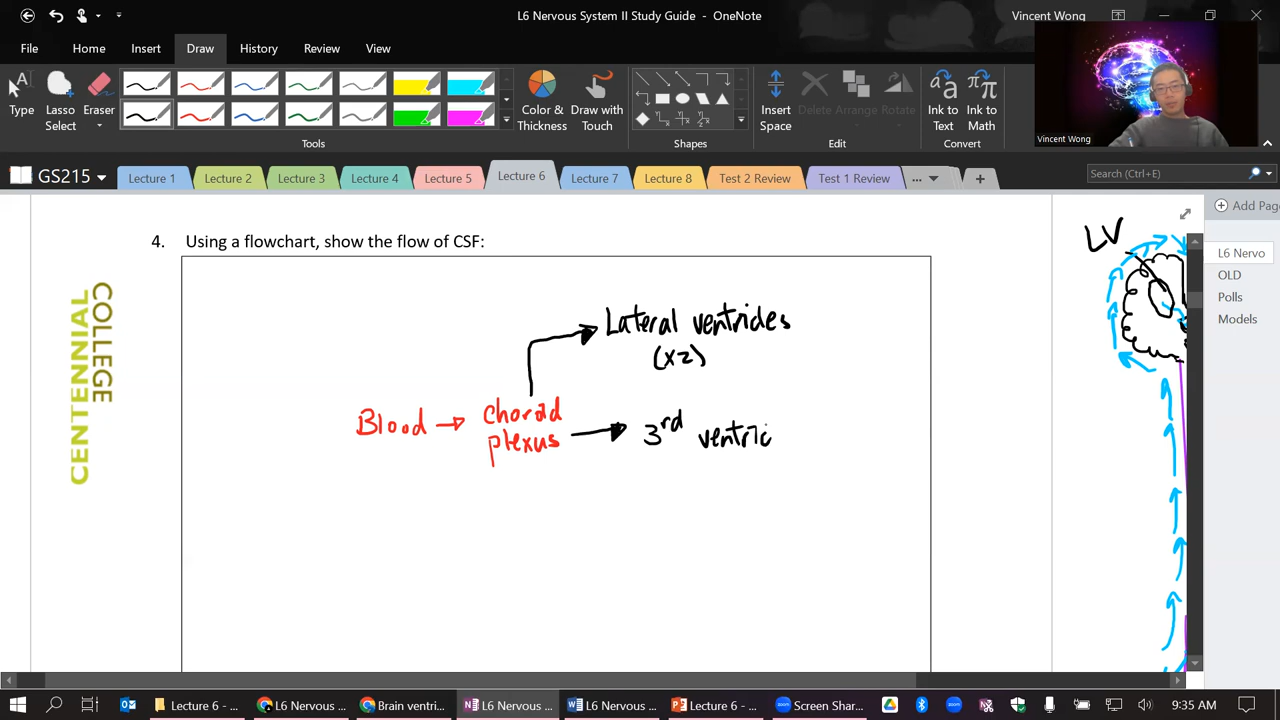 L6 Nervous System II Study Guide - OneNote
Vincent Wong
File Home Insert Draw History Review View
Type
Lasso Select
Eraser
Color & Thickness
Draw with Touch
Insert Space
Delete Arrange Rotate
Ink to Text
Ink to Math
Vincent Wong
Tools
Shapes
Edit
Convert
GS215 Lecture 1 Lecture 2 Lecture 3 Lecture 4 Lecture 5 Lecture 6 Lecture 7 Lecture 8 Test 2 Review Test 1 Review ... Search (Ctrl+E)
Add Pag
L6 Nervo
OLD
Polls
Models
4. Using a flowchart, show the flow of CSF:
CENTENNIAL
COLLEGE
LV
Lateral ventricles
(x2)
Blood → choroid
plexus
3rd ventric
Lecture 6 - ... L6 Nervous ... Brain ventri... L6 Nervous ... L6 Nervous ... Lecture 6 - ... Screen Shar... 9:35 AM